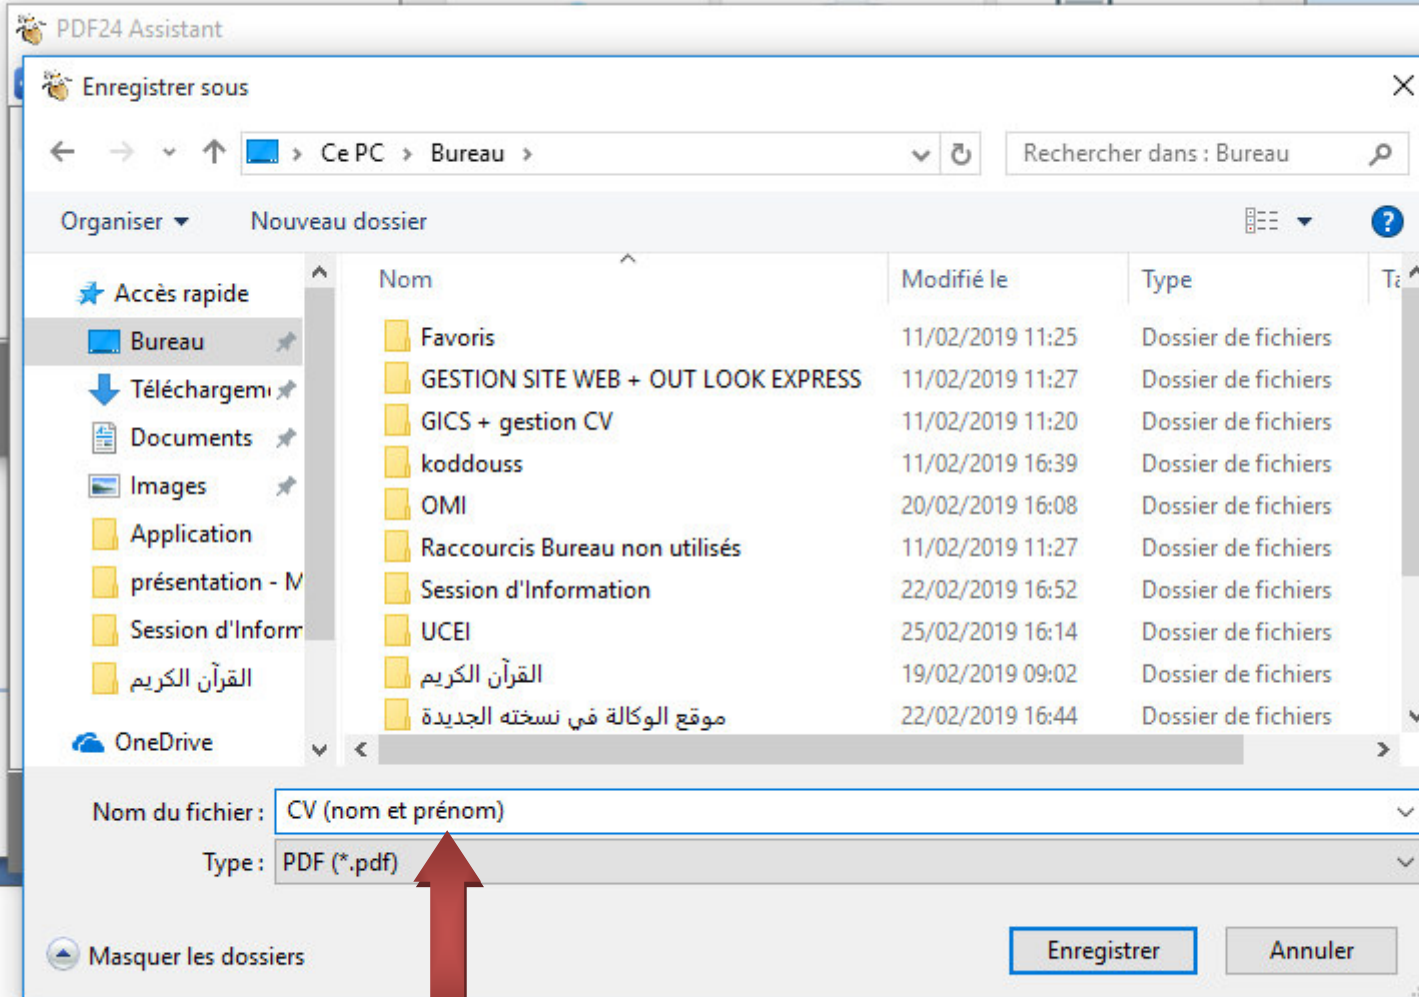 PDF24 Assistant
Enregistrer sous
Ce PC > Bureau >
Rechercher dans : Bureau
Organiser
Nouveau dossier
Nom
Modifié le
Type
Accès rapide
Bureau
Documents
Images
Application
présentation - M
Session d'Inform
القرآن الكريم
OneDrive
Favoris 11/02/2019 11:25 Dossier de fichiers
GESTION SITE WEB + OUT LOOK EXPRESS 11/02/2019 11:27 Dossier de fichiers
GICS + gestion CV 11/02/2019 11:20 Dossier de fichiers
koddouss 11/02/2019 16:39 Dossier de fichiers
OMI 20/02/2019 16:08 Dossier de fichiers
Raccourcis Bureau non utilisés 11/02/2019 11:27 Dossier de fichiers
Session d'Information 22/02/2019 16:52 Dossier de fichiers
UCEI 25/02/2019 16:14 Dossier de fichiers
القرآن الكريم 19/02/2019 09:02 Dossier de fichiers
موقع الوكالة في نسخته الجديدة 22/02/2019 16:44 Dossier de fichiers
Nom du fichier : CV (nom et prénom)
Type : PDF (*.pdf)
Masquer les dossiers
Enregistrer
Annuler